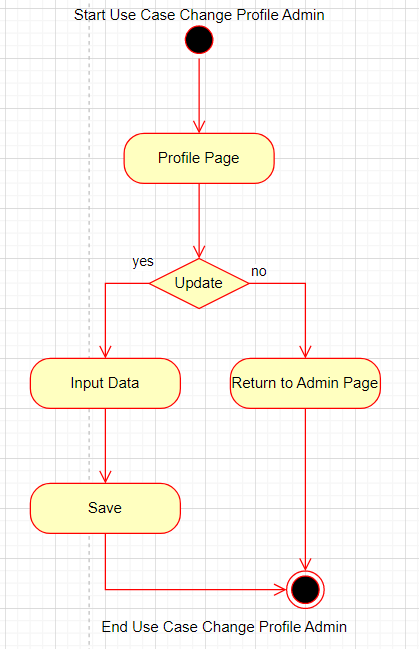 Start Use Case Change Profile Admin
Profile Page
yes
no
Update
Input Data
Return to Admin Page
Save
End Use Case Change Profile Admin